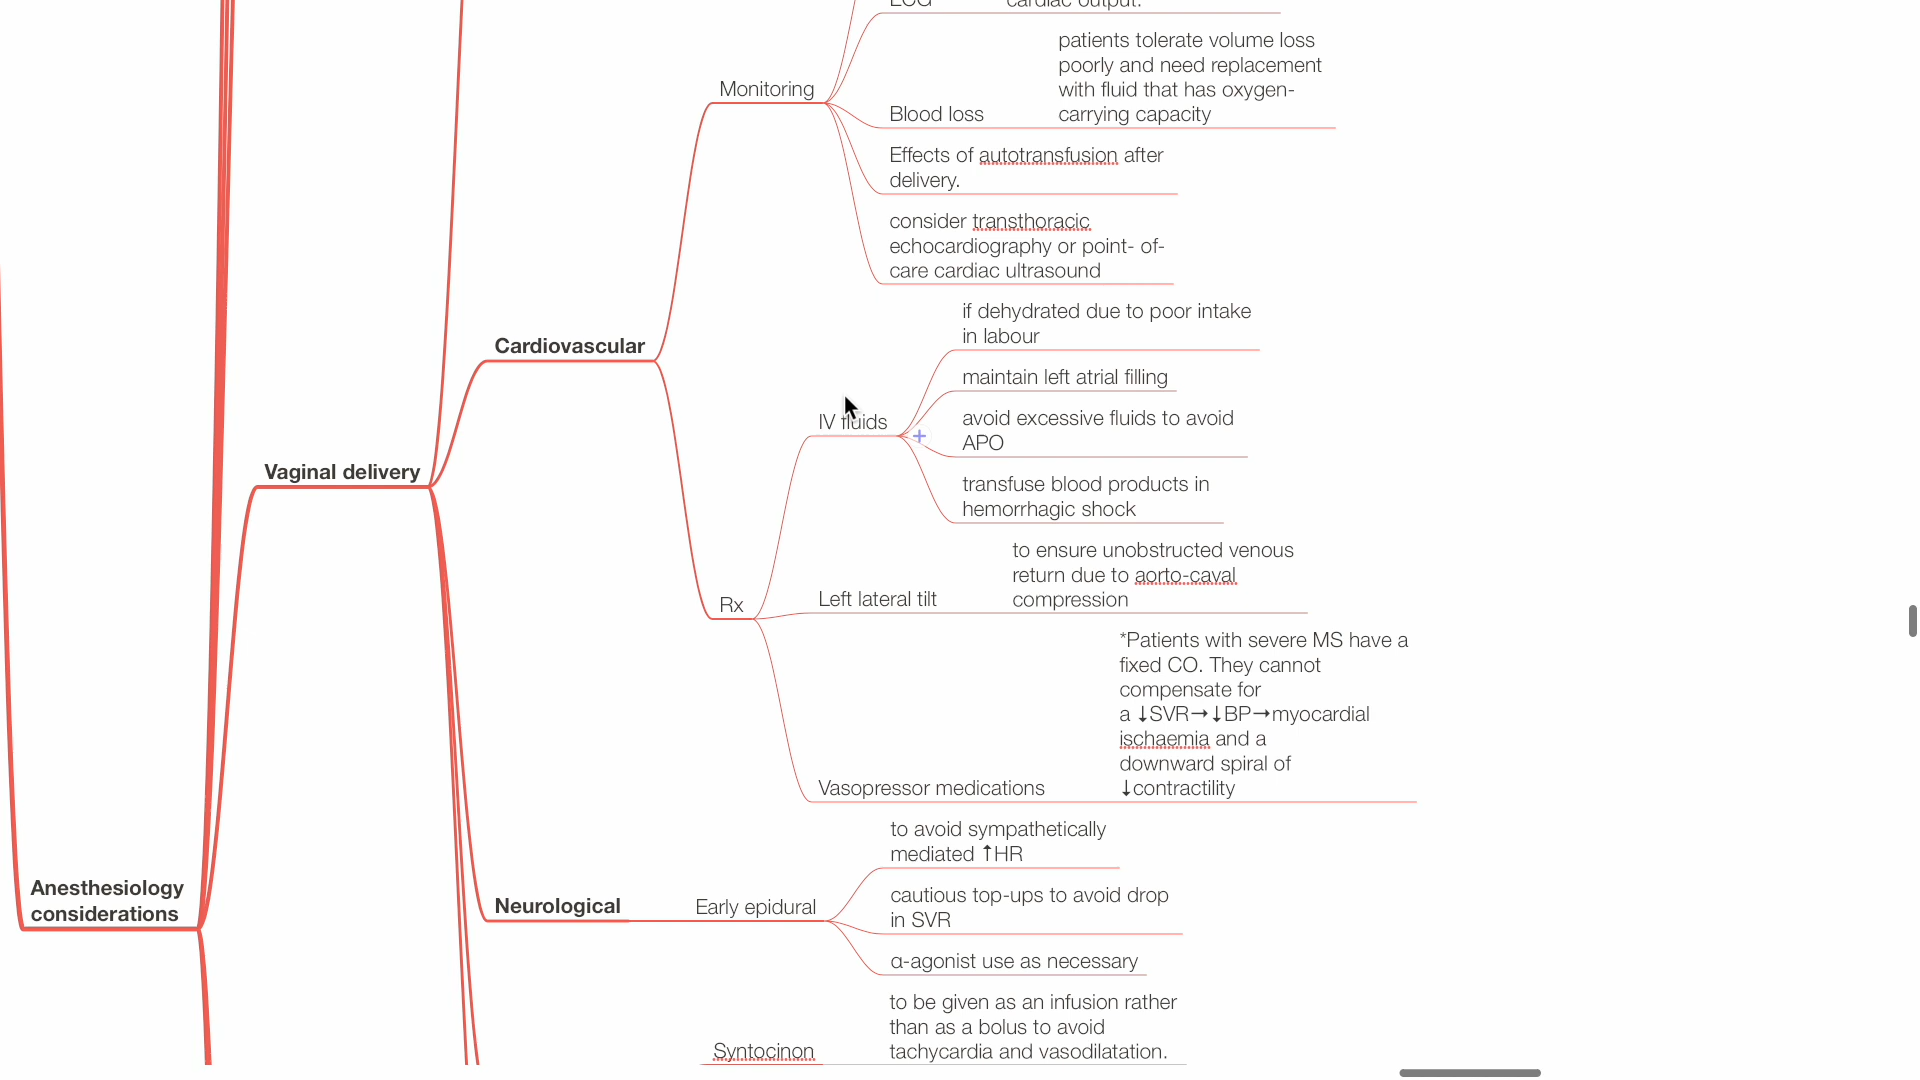 ECG
cardiac output.
patients tolerate volume loss
poorly and need replacement
with fluid that has oxygen-
carrying capacity
Monitoring
Blood loss
Effects of autotransfusion after
delivery.
consider transthoracic
echocardiography or point- of-
care cardiac ultrasound
if dehydrated due to poor intake
in labour
Cardiovascular
maintain left atrial filling
IV fluids
avoid excessive fluids to avoid
APO
Vaginal delivery
transfuse blood products in
hemorrhagic shock
to ensure unobstructed venous
return due to aorto-caval
compression
Rx
Left lateral tilt
*Patients with severe MS have a
fixed CO. They cannot
compensate for
a ↓SVR→↓BP→myocardial
ischaemia and a
downward spiral of
↓contractility
Vasopressor medications
to avoid sympathetically
mediated ↑HR
Anesthesiology
considerations
Neurological
Early epidural
cautious top-ups to avoid drop
in SVR
α-agonist use as necessary
to be given as an infusion rather
than as a bolus to avoid
tachycardia and vasodilatation.
Syntocinon